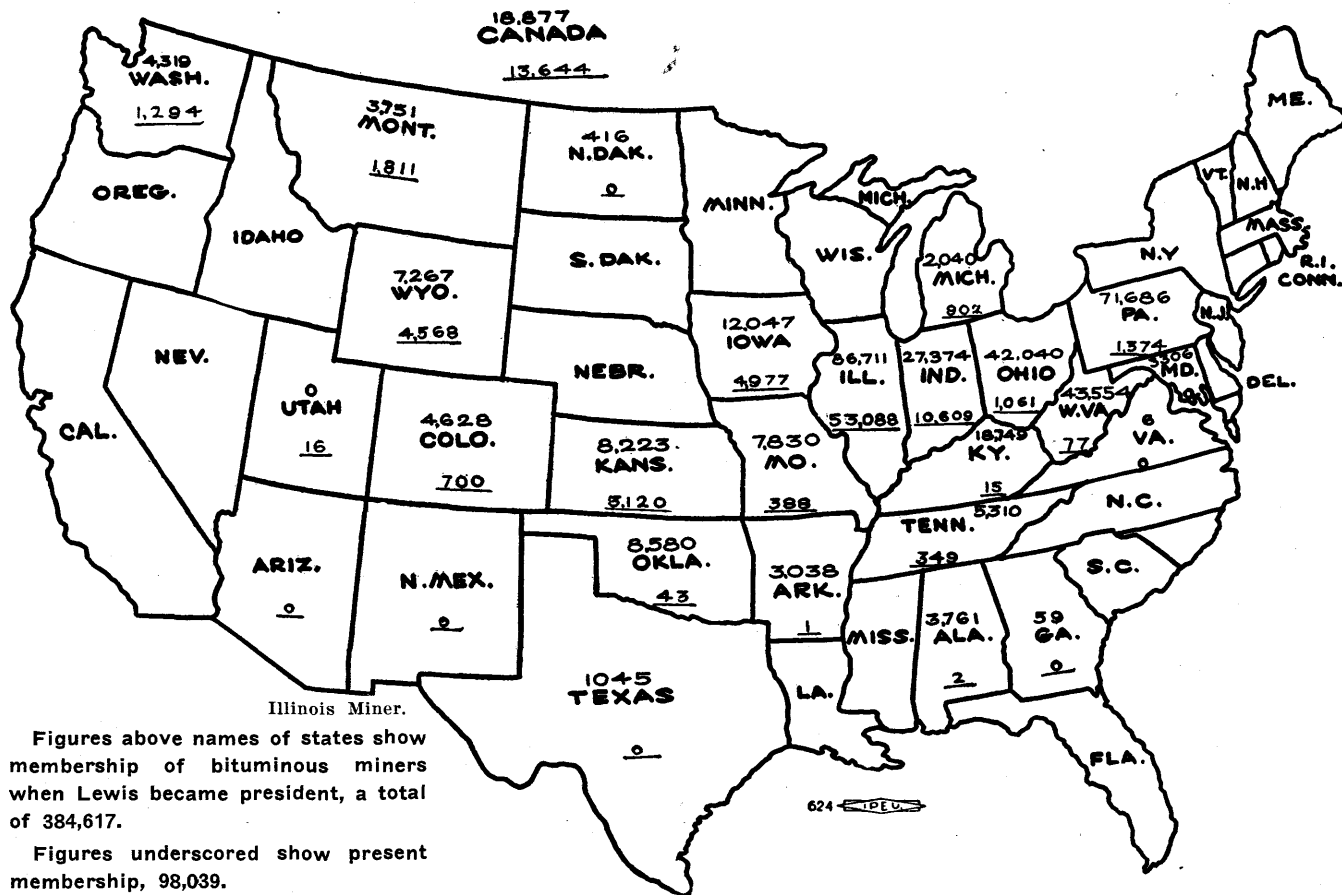 18,877
CANADA
13,644
4,319
WASH.
1,294
3,751
MONT.
1,811
416
N.DAK.
0
ME.
VT.
N.H
OREG.
IDAHO
MINN.
MICH.
MASS.
7,267
WYO.
4,568
S. DAK.
WIS.
2,040
MICH.
902
N.Y
R.I.
CONN.
NEV.
12,047
IOWA
4,977
71,686
PA.
1,374
N.J.
NEBR.
86,711
ILL.
53,088
27,374
IND.
10,609
42,040
OHIO
1,061
MD.
DEL.
0
UTAH
16
4,628
COLO.
700
CAL.
8,223
KANS.
5,120
7,830
MO.
388
18,749
KY.
15
43,554
W.VA
77
6
VA.
0
ARIZ.
0
N.MEX.
0
8,580
OKLA.
43
3,038
ARK.
1
TENN.
5,310
349
N.C.
S.C.
MISS.
3,761
ALA.
2
59
GA.
0
1045
TEXAS
0
LA.
FLA.
Illinois Miner.
Figures above names of states show
membership of bituminous miners
when Lewis became president, a total
of 384,617.
Figures underscored show present
membership, 98,039.
624 I.P.E.U.